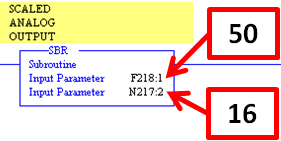 SCALED
ANALOG
OUTPUT
50
SBR
Subroutine
Input Parameter F218:1
Input Parameter N217:2
16